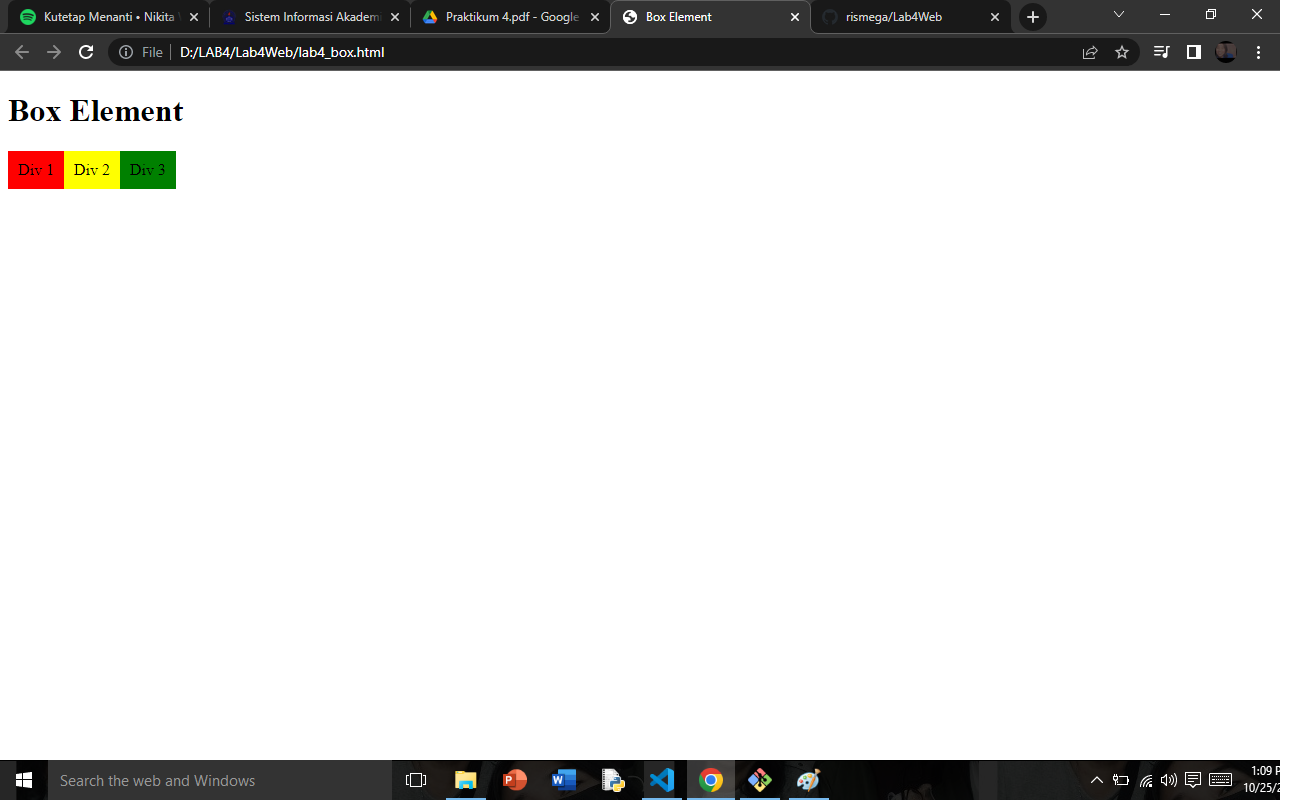 Kutetap Menanti • Nikita
Sistem Informasi Akadem
Praktikum 4.pdf - Google
Box Element
rismega/Lab4Web
File
D:/LAB4/Lab4Web/lab4_box.html
Box Element
Div 1
Div 2
Div 3
Search the web and Windows
1:09 P
10/25/2